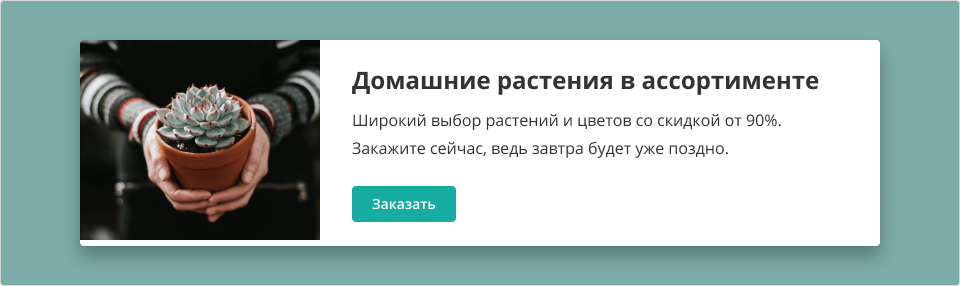 Домашние растения в ассортименте
Широкий выбор растений и цветов со скидкой от 90%.
Закажите сейчас, ведь завтра будет уже поздно.
Заказать